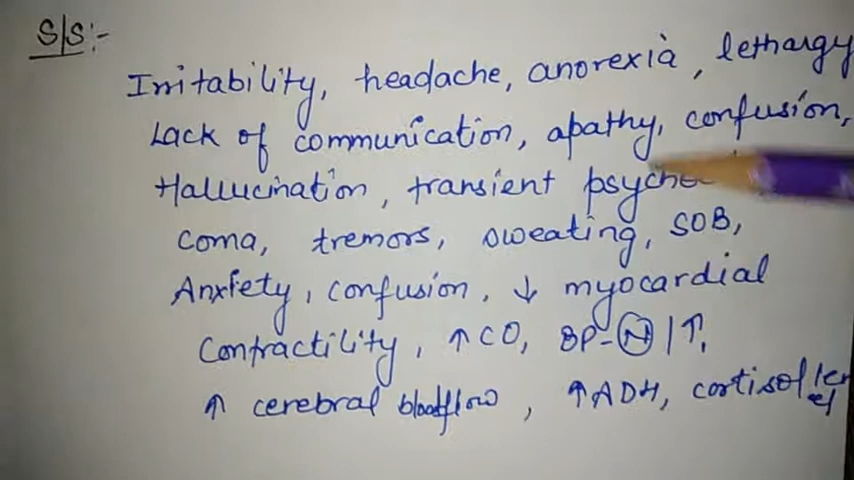 S/S:-
Irritability, headache, anorexia, lethargy
Lack of communication, apathy, confusion,
Hallucination, transient
Coma, tremors, sweating, SOB,
Anxiety, confusion, ↓ myocardial
Contractility, ↑ CO, BP-Ⓝ/↑,
↑ cerebral bloodflow, ↑ADH, cortisol level